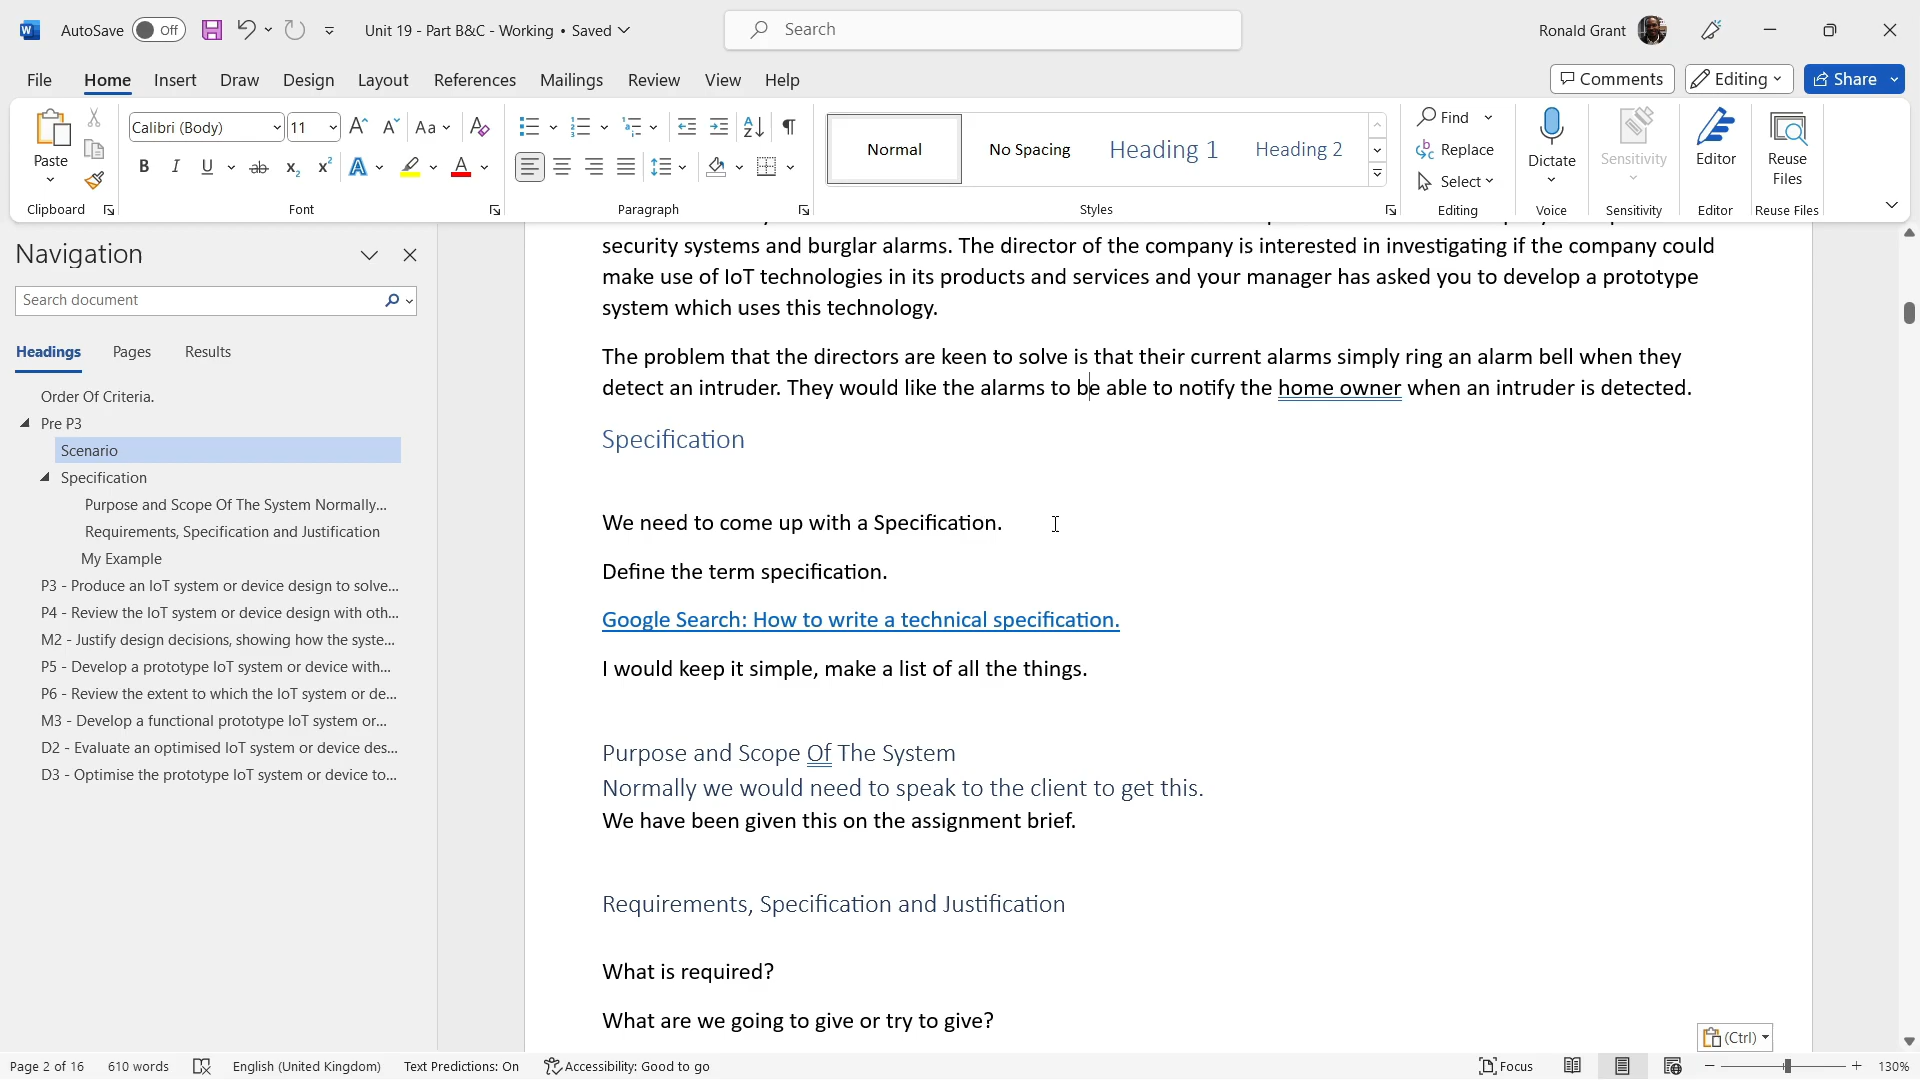 AutoSave Off Unit 19 - Part B&C - Working • Saved Search Ronald Grant
File Home Insert Draw Design Layout References Mailings Review View Help Comments Editing Share
Paste Calibri (Body) 11 Normal No Spacing Heading 1 Heading 2 Find Replace Select Dictate Sensitivity Editor Reuse Files
Clipboard Font Paragraph Styles Editing Voice Sensitivity Editor Reuse Files
Navigation
Search document
Headings Pages Results
Order Of Criteria.
Pre P3
Scenario
Specification
Purpose and Scope Of The System Normally...
Requirements, Specification and Justification
My Example
P3 - Produce an IoT system or device design to solve...
P4 - Review the IoT system or device design with oth...
M2 - Justify design decisions, showing how the syste...
P5 - Develop a prototype IoT system or device with...
P6 - Review the extent to which the IoT system or de...
M3 - Develop a functional prototype IoT system or...
D2 - Evaluate an optimised IoT system or device des...
D3 - Optimise the prototype IoT system or device to...
security systems and burglar alarms. The director of the company is interested in investigating if the company could
make use of IoT technologies in its products and services and your manager has asked you to develop a prototype
system which uses this technology.
The problem that the directors are keen to solve is that their current alarms simply ring an alarm bell when they
detect an intruder. They would like the alarms to be able to notify the home owner when an intruder is detected.
Specification
We need to come up with a Specification.
Define the term specification.
Google Search: How to write a technical specification.
I would keep it simple, make a list of all the things.
Purpose and Scope Of The System
Normally we would need to speak to the client to get this.
We have been given this on the assignment brief.
Requirements, Specification and Justification
What is required?
What are we going to give or try to give?
(Ctrl)
Page 2 of 16 610 words English (United Kingdom) Text Predictions: On Accessibility: Good to go Focus 130%